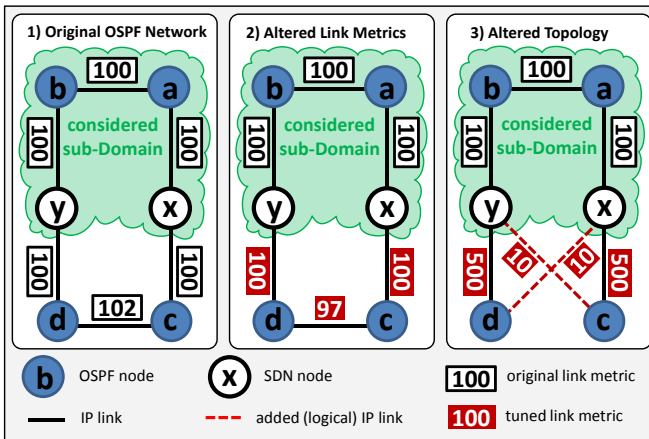 1) Original OSPF Network
100
b
a
100
considered
sub-Domain
100
y
x
100
100
102
d
c
2) Altered Link Metrics
100
b
a
100
considered
sub-Domain
100
y
x
100
100
97
d
c
3) Altered Topology
100
b
a
100
considered
sub-Domain
100
y
x
500
10
10
500
d
c
b OSPF node
x SDN node
100 original link metric
IP link
added (logical) IP link
100 tuned link metric